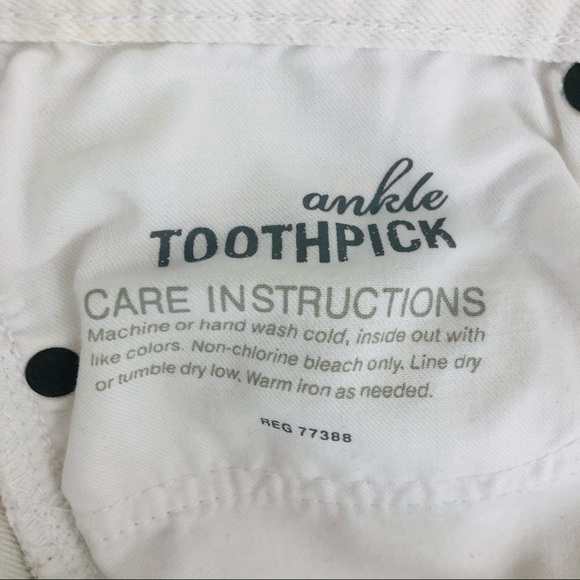 ankle
TOOTHPICK
CARE INSTRUCTIONS
Machine or hand wash cold, inside out with
like colors. Non-chlorine bleach only. Line dry
or tumble dry low. Warm iron as needed.
REG 77388